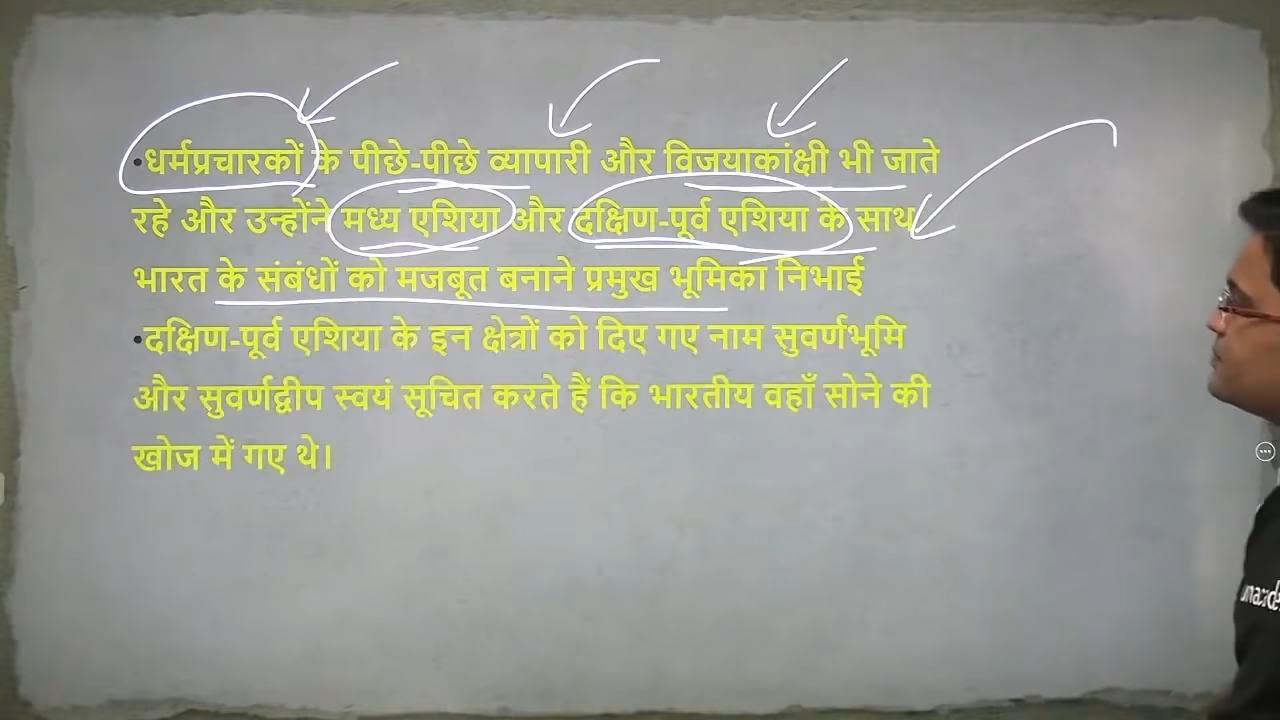 •धर्मप्रचारकों के पीछे-पीछे व्यापारी और विजयाकांक्षी भी जाते
रहे और उन्होंने मध्य एशिया और दक्षिण-पूर्व एशिया के साथ
भारत के संबंधों को मजबूत बनाने प्रमुख भूमिका निभाई
•दक्षिण-पूर्व एशिया के इन क्षेत्रों को दिए गए नाम सुवर्णभूमि
और सुवर्णद्वीप स्वयं सूचित करते हैं कि भारतीय वहाँ सोने की
खोज में गए थे।